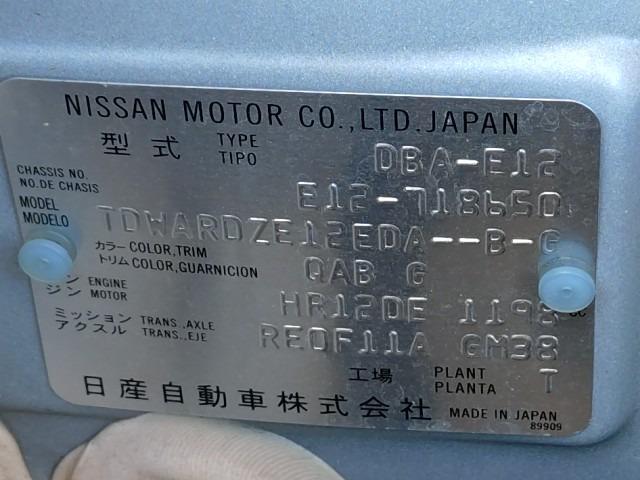 NISSAN MOTOR CO.,LTD.JAPAN
型式 TYPE TIPO DBA-E12
CHASSIS NO. NO.DE CHASIS E12-718650
MODEL MODELO TDWARDZE12EDA--B-G
カラー COLOR,TRIM トリム COLOR,GUARNICION QAB G
ン ENGINE ジン MOTOR HR12DE 1198 cc
ミッション TRANS.,AXLE アクスル TRANS.,EJE RE0F11A GM38
工場 PLANT PLANTA T
日産自動車株式会社 MADE IN JAPAN
89909